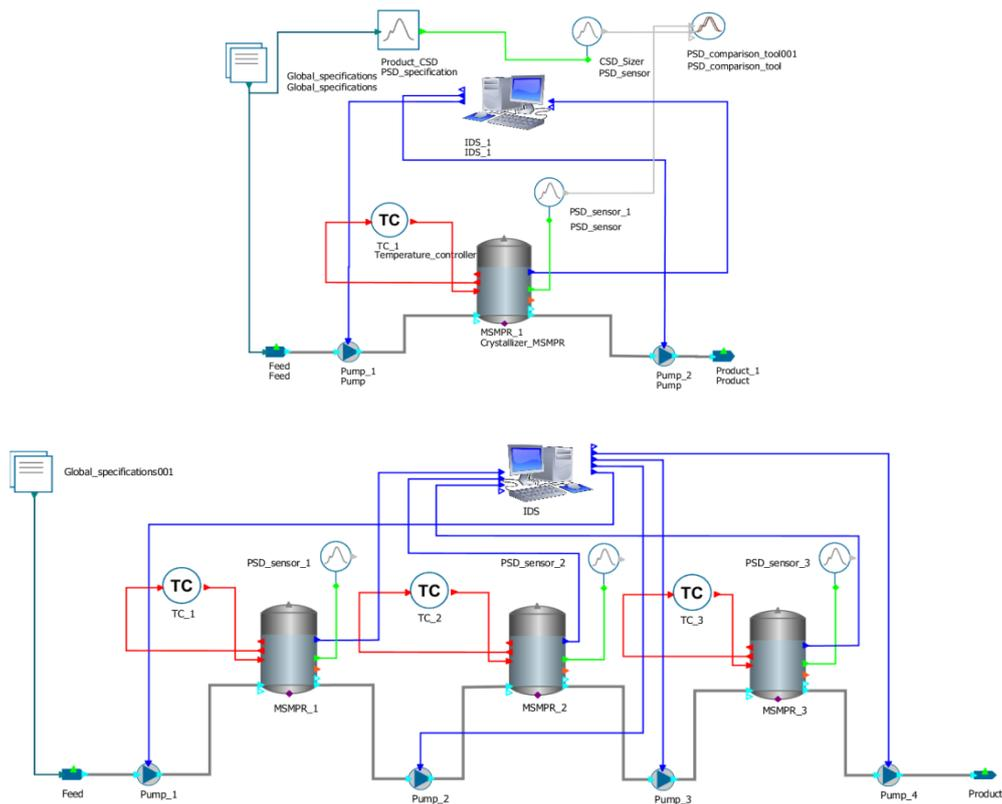 Product_CSD
PSD_specification
Global_specifications
Global_specifications
CSD_Sizer
PSD_sensor
PSD_comparison_tool001
PSD_comparison_tool
IDS_1
IDS_1
PSD_sensor_1
PSD_sensor
TC
TC_1
Temperature_controller
MSMPR_1
Crystallizer_MSMPR
Feed
Feed
Pump_1
Pump
Pump_2
Pump
Product_1
Product
Global_specifications001
IDS
PSD_sensor_1
PSD_sensor_2
PSD_sensor_3
TC
TC_1
TC
TC_2
TC
TC_3
MSMPR_1
MSMPR_2
MSMPR_3
Feed
Pump_1
Pump_2
Pump_3
Pump_4
Product